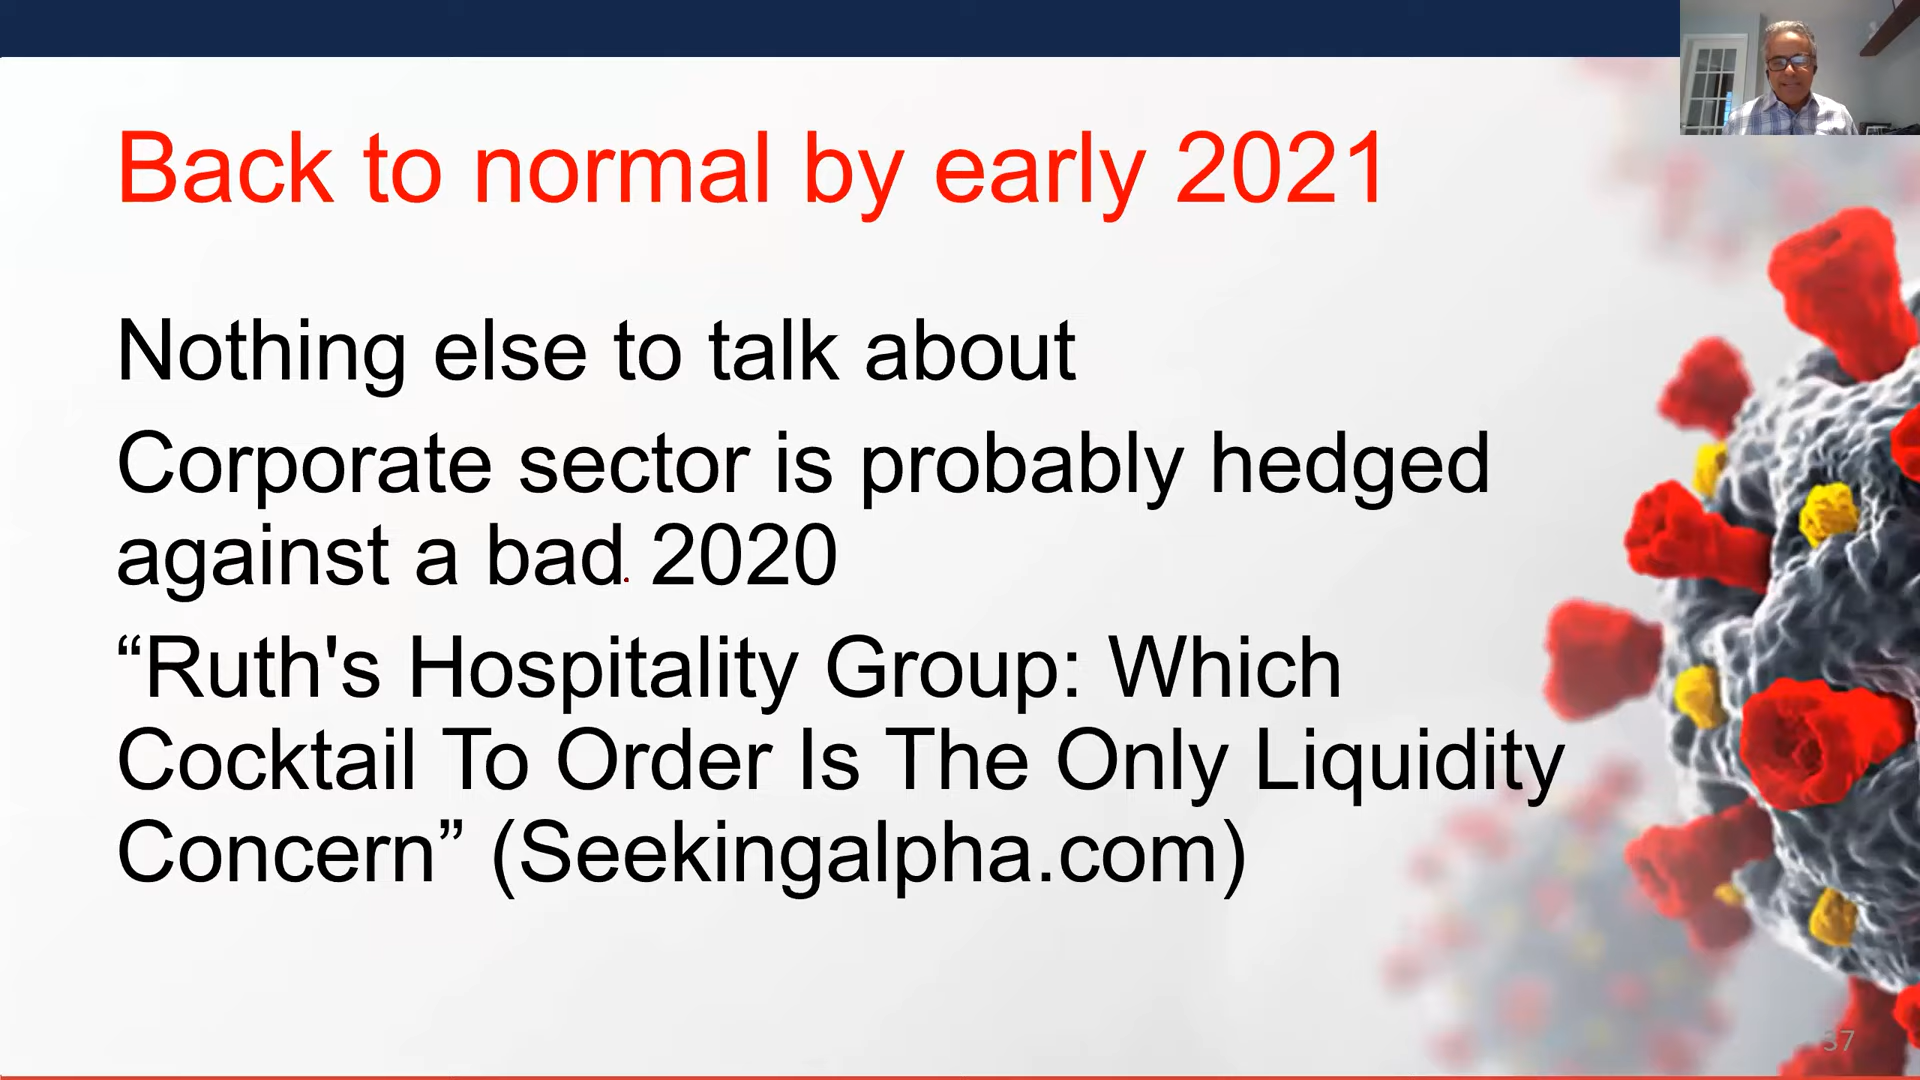 Back to normal by early 2021
Nothing else to talk about
Corporate sector is probably hedged
against a bad 2020
“Ruth's Hospitality Group: Which
Cocktail To Order Is The Only Liquidity
Concern” (Seekingalpha.com)
37